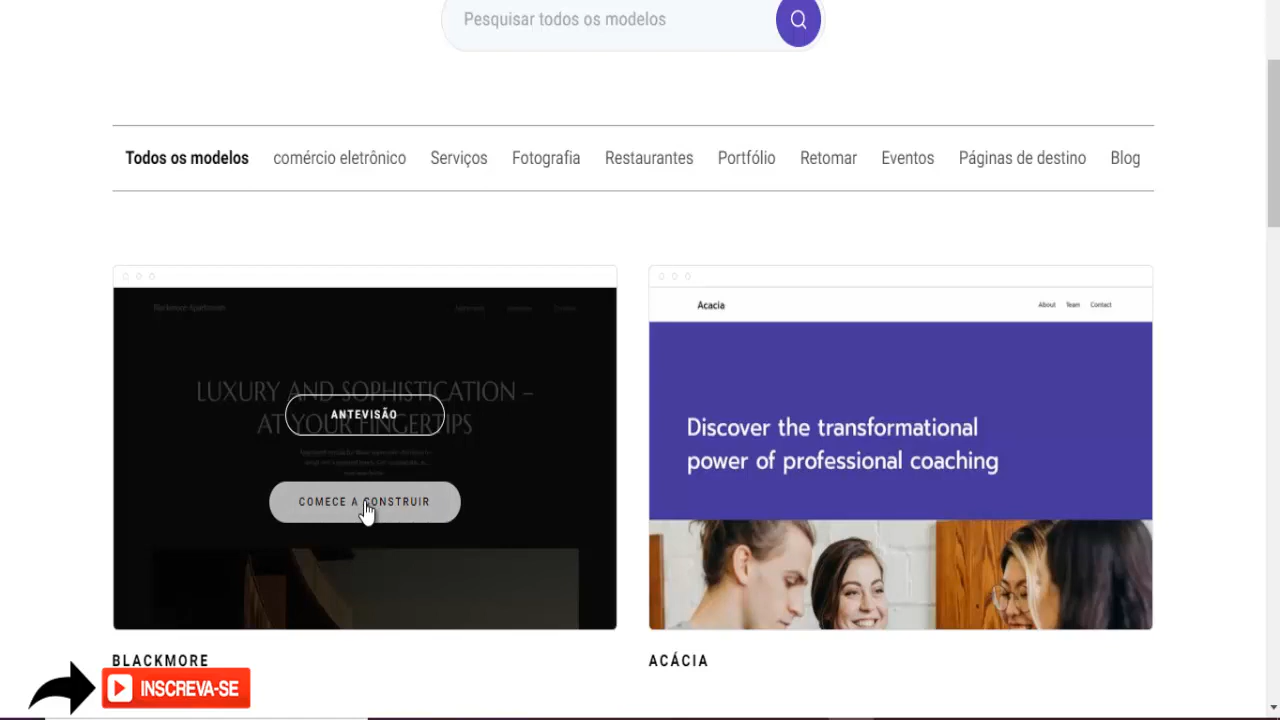 Pesquisar todos os modelos
Todos os modelos comércio eletrônico Serviços Fotografia Restaurantes Portfólio Retomar Eventos Páginas de destino Blog
Blackmore Apartments
LUXURY AND SOPHISTICATION –
AT YOUR FINGERTIPS
ANTEVISÃO
COMECE A CONSTRUIR
BLACKMORE
Acacia About Team Contact
Discover the transformational
power of professional coaching
ACÁCIA
INSCREVA-SE